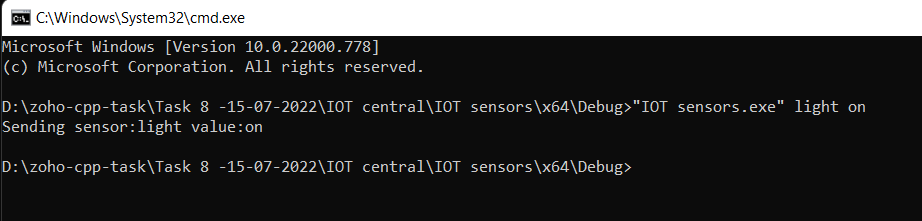 C:\Windows\System32\cmd.exe
Microsoft Windows [Version 10.0.22000.778]
(c) Microsoft Corporation. All rights reserved.
D:\zoho-cpp-task\Task 8 -15-07-2022\IOT central\IOT sensors\x64\Debug>"IOT sensors.exe" light on
Sending sensor:light value:on
D:\zoho-cpp-task\Task 8 -15-07-2022\IOT central\IOT sensors\x64\Debug>